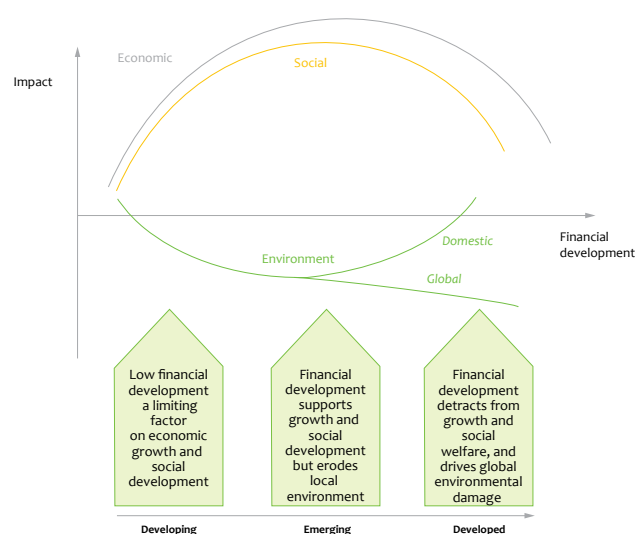 Economic
Social
Impact
Financial
development
Domestic
Environment
Global
Low financial
development
a limiting
factor
on economic
growth and
social
development
Financial
development
supports
growth and
social
development
but erodes
local
environment
Financial
development
detracts from
growth and
social
welfare, and
drives global
environmental
damage
Developing
Emerging
Developed